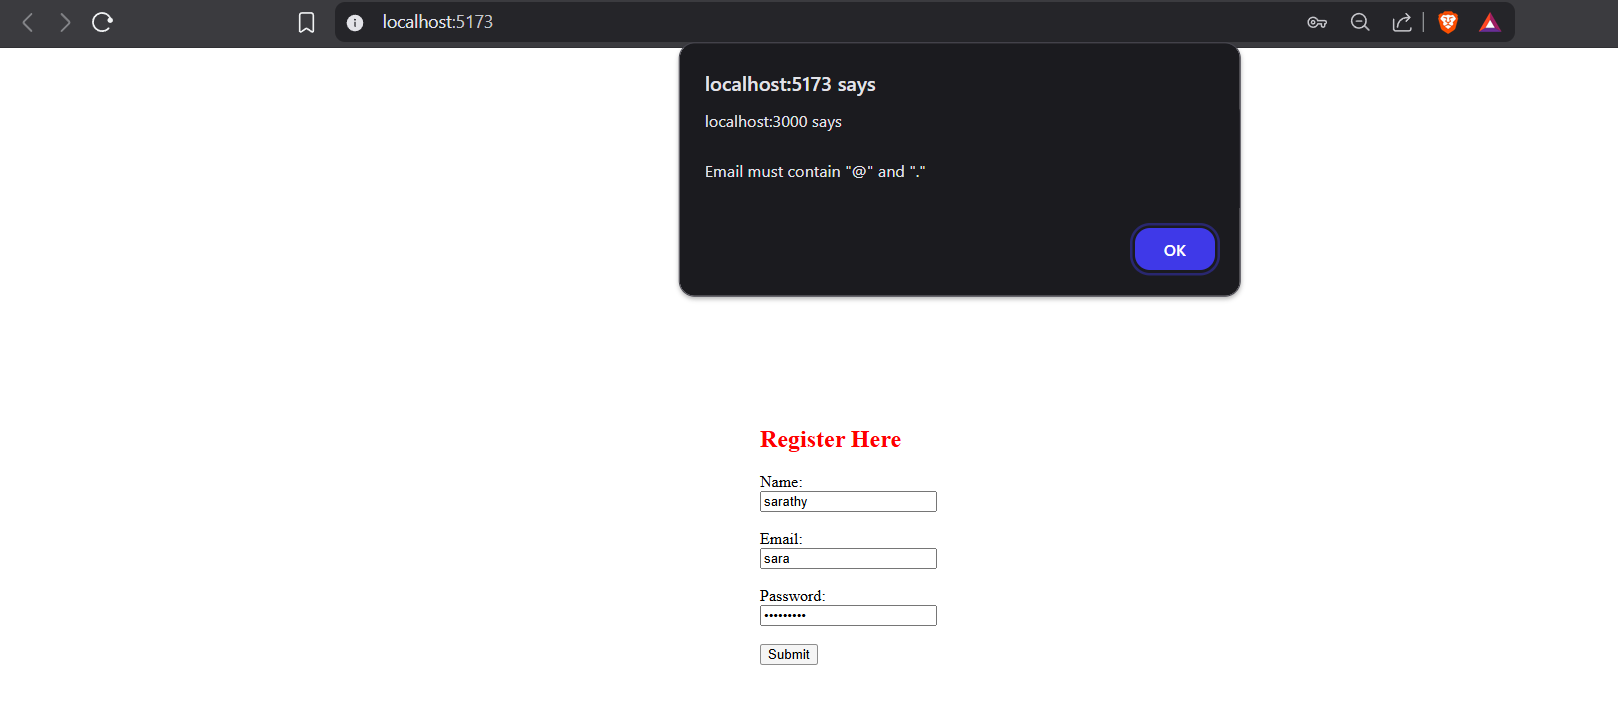 localhost:5173
localhost:5173 says
localhost:3000 says
Email must contain "@" and "."
OK
Register Here
Name:
sarathy
Email:
sara
Password:
•••••••••
Submit